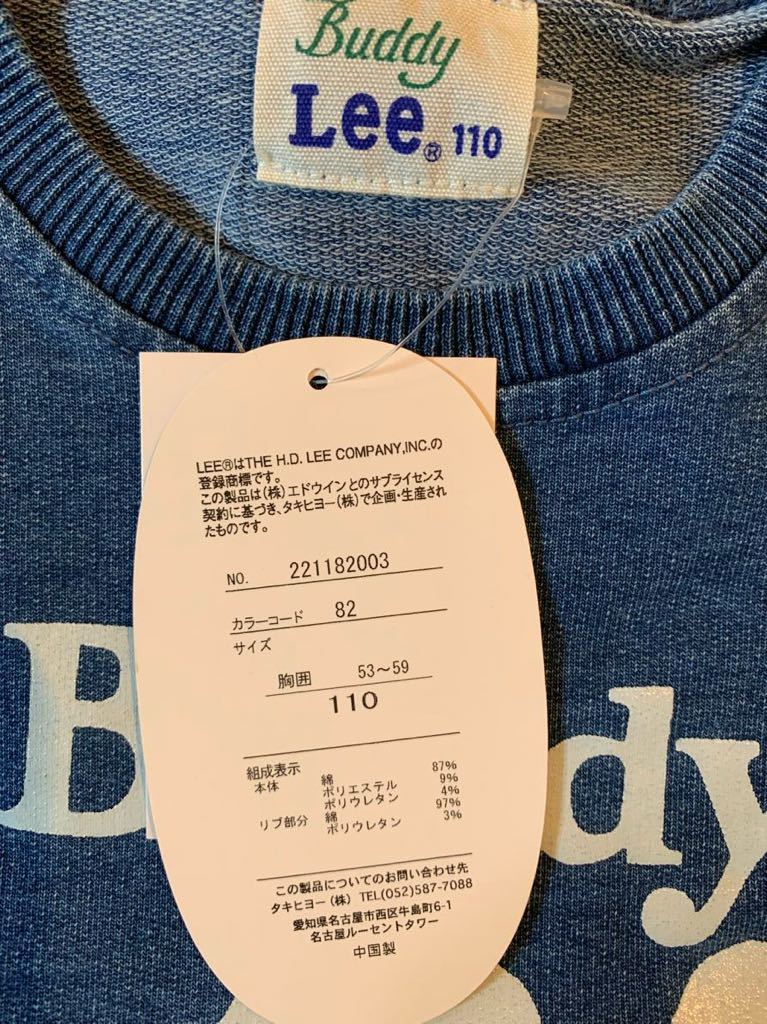 Buddy
Lee® 110
LEE®はTHE H.D. LEE COMPANY,INC.の
登録商標です。
この製品は(株)エドウインとのサブライセンス
契約に基づき、タキヒヨー(株)で企画・生産され
たものです。
NO. 221182003
カラーコード 82
サイズ
胸囲 53〜59
110
組成表示
本体 綿 87%
ポリエステル 9%
ポリウレタン 4%
リブ部分 綿 97%
ポリウレタン 3%
この製品についてのお問い合わせ先
タキヒヨー(株) TEL(052)587-7088
愛知県名古屋市西区牛島町6-1
名古屋ルーセントタワー
中国製
B dy